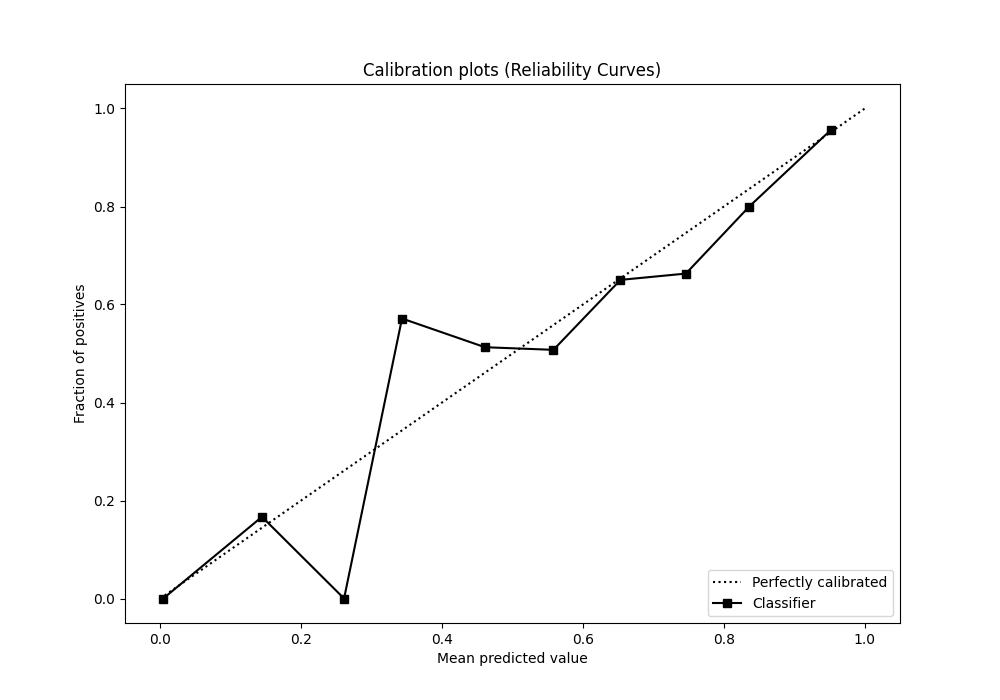 Calibration plots (Reliability Curves)
1.0
0.8
0.6
0.4
0.2
0.0
Fraction of positives
0.0 0.2 0.4 0.6 0.8 1.0
Mean predicted value
Perfectly calibrated
Classifier